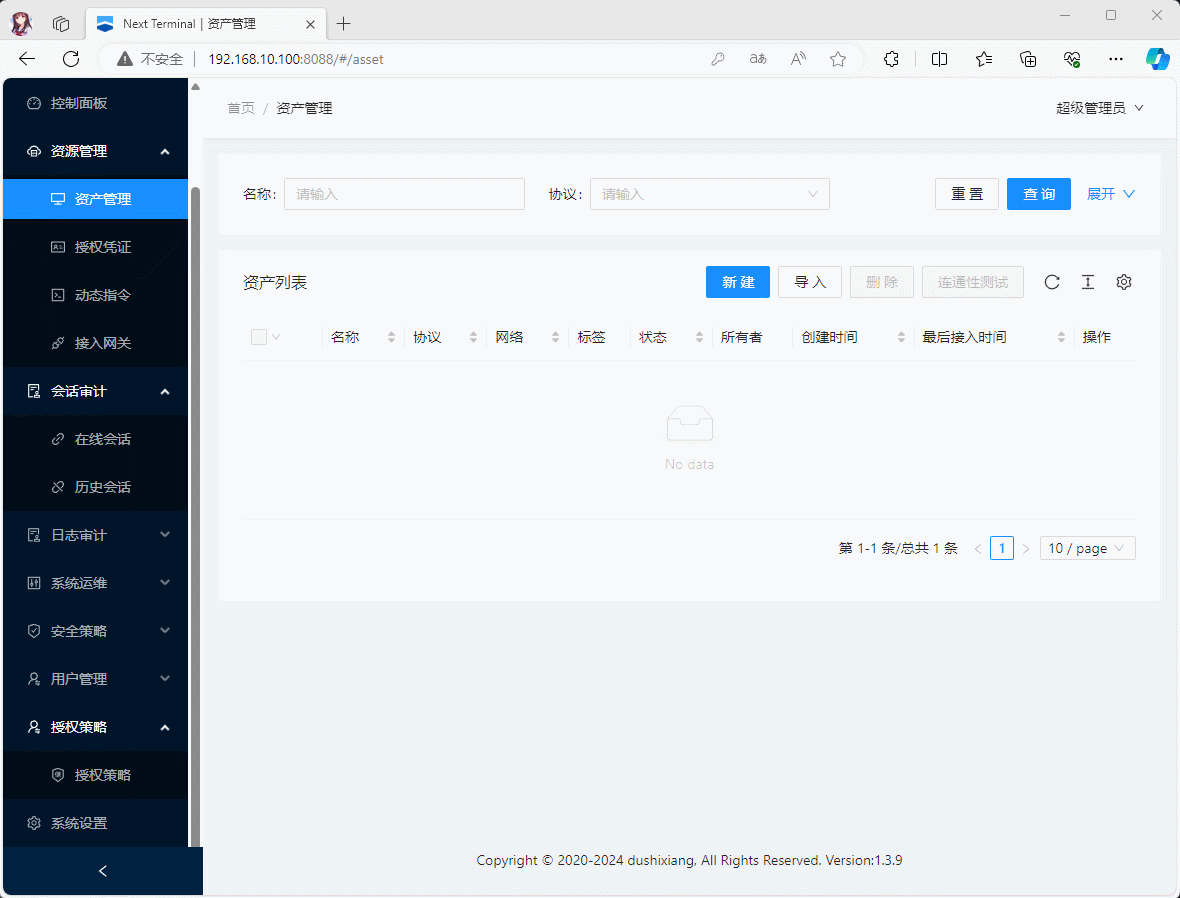 Next Terminal | 资产管理
不安全 192.168.10.100:8088/#/asset
控制面板
资源管理
资产管理
授权凭证
动态指令
接入网关
会话审计
在线会话
历史会话
日志审计
系统运维
安全策略
用户管理
授权策略
授权策略
系统设置
首页 / 资产管理
超级管理员
名称: 请输入 协议: 请输入 重 置 查 询 展开
资产列表 新 建 导 入 删 除 连通性测试
名称 协议 网络 标签 状态 所有者 创建时间 最后接入时间 操作
No data
第 1-1 条/总共 1 条 < 1 > 10 / page
Copyright © 2020-2024 dushixiang, All Rights Reserved. Version:1.3.9